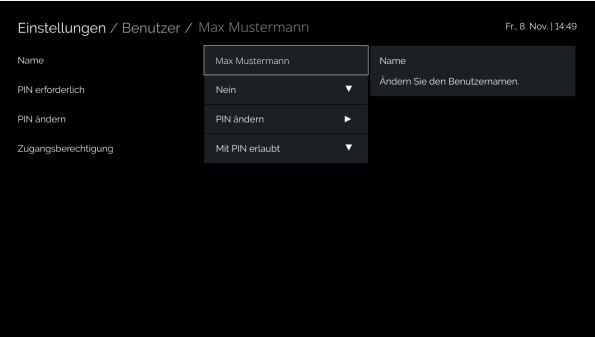 Einstellungen / Benutzer / Max Mustermann
Fr., 8. Nov. | 14:49
Name
Max Mustermann
PIN erforderlich
Nein
PIN ändern
PIN ändern
Zugangsberechtigung
Mit PIN erlaubt
Name
Ändern Sie den Benutzernamen.